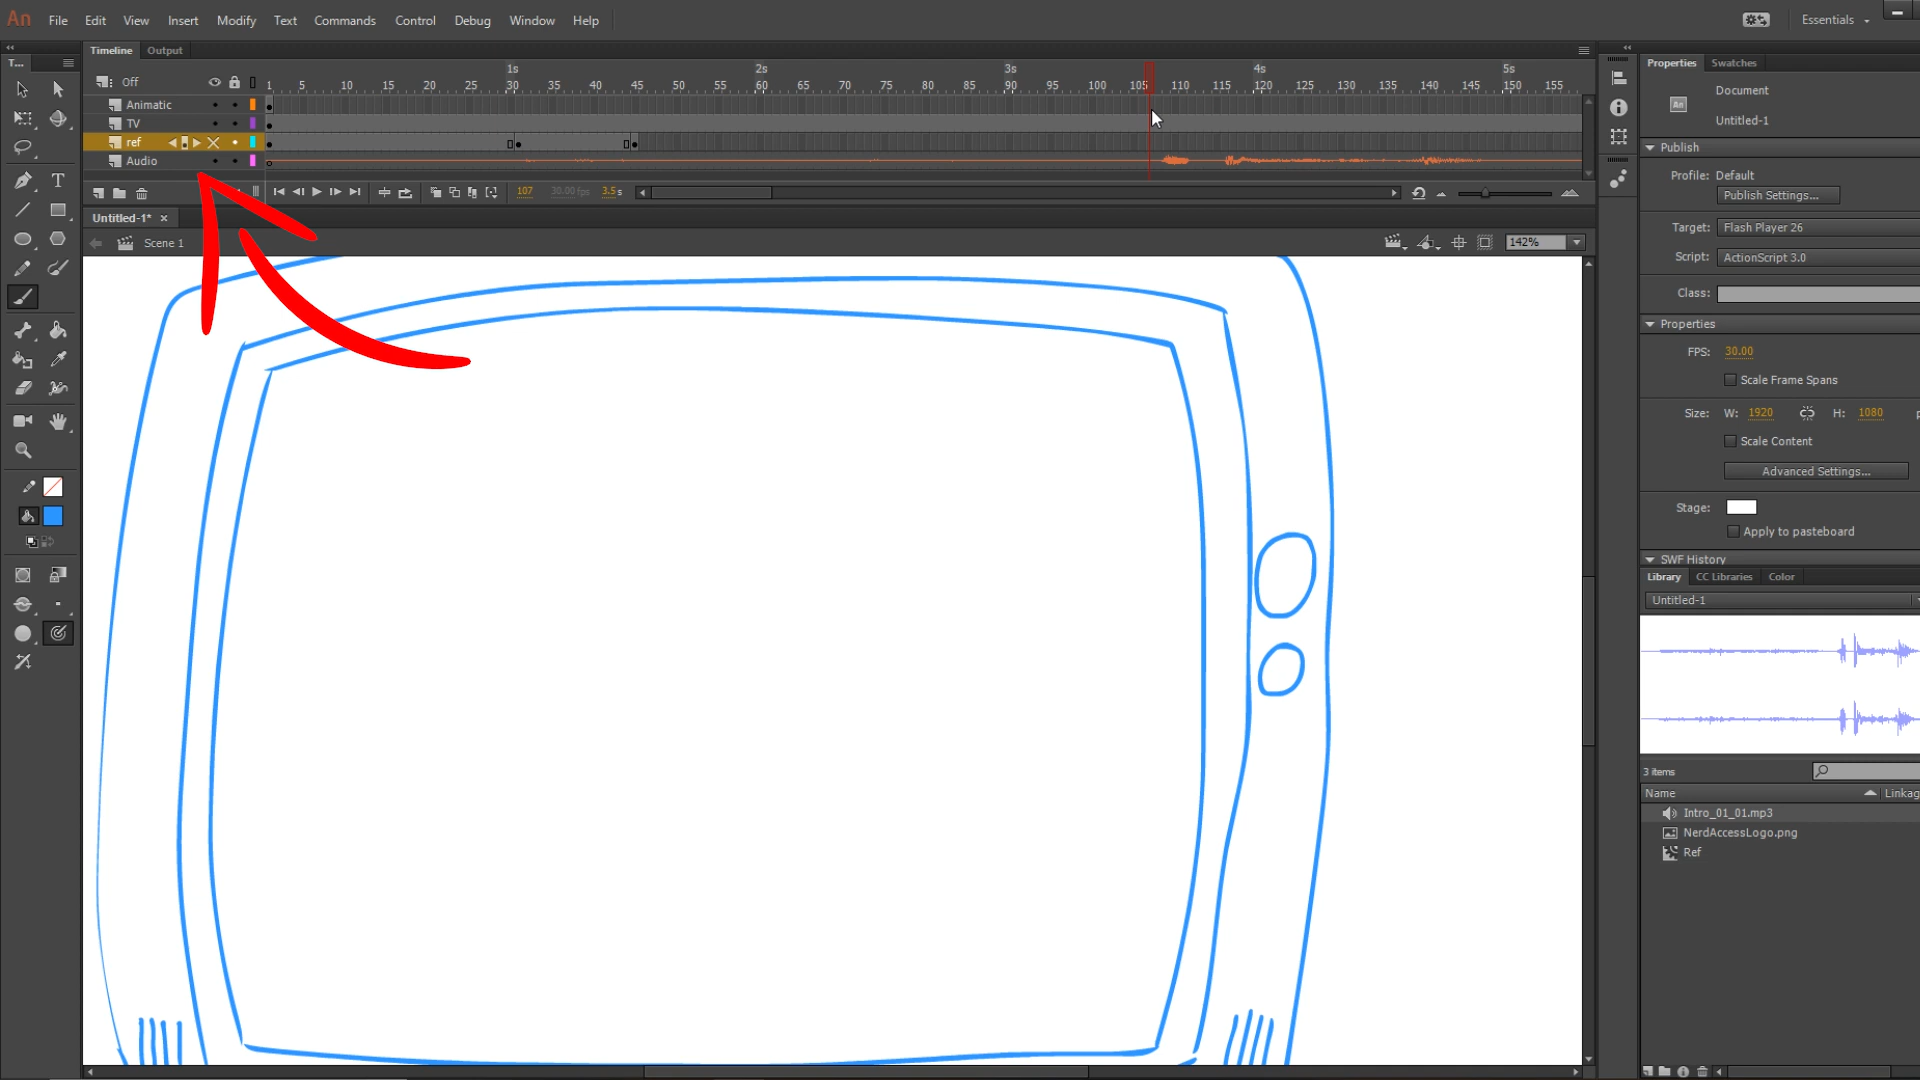 An File Edit View Insert Modify Text Commands Control Debug Window Help Essentials
T... Timeline Output Properties Swatches
Off 1s 2s 3s 4s 5s
1 5 10 15 20 25 30 35 40 45 50 55 60 65 70 75 80 85 90 95 100 105 110 115 120 125 130 135 140 145 150 155
Animatic
TV
ref
Audio
107 30.00 fps 3.5 s
Untitled-1* ×
Scene 1 142%
Document
An
Untitled-1
Publish
Profile: Default
Publish Settings...
Target: Flash Player 26
Script: ActionScript 3.0
Class:
Properties
FPS: 30.00
Scale Frame Spans
Size: W: 1920 H: 1080 p
Scale Content
Advanced Settings...
Stage:
Apply to pasteboard
SWF History
Library CC Libraries Color
Untitled-1
3 items
Name Linkag
Intro_01_01.mp3
NerdAccessLogo.png
Ref